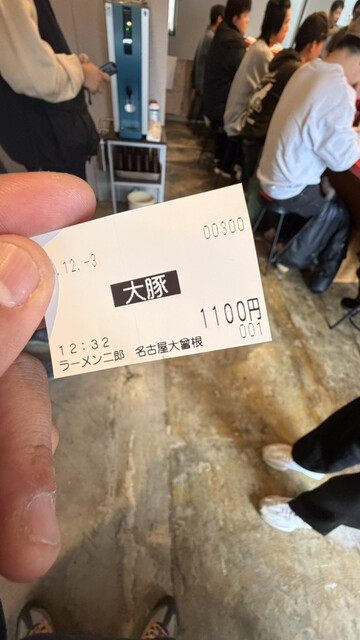 00300
.12.-3
大豚
1100円
001
12:32
ラーメン二郎 名古屋大曾根